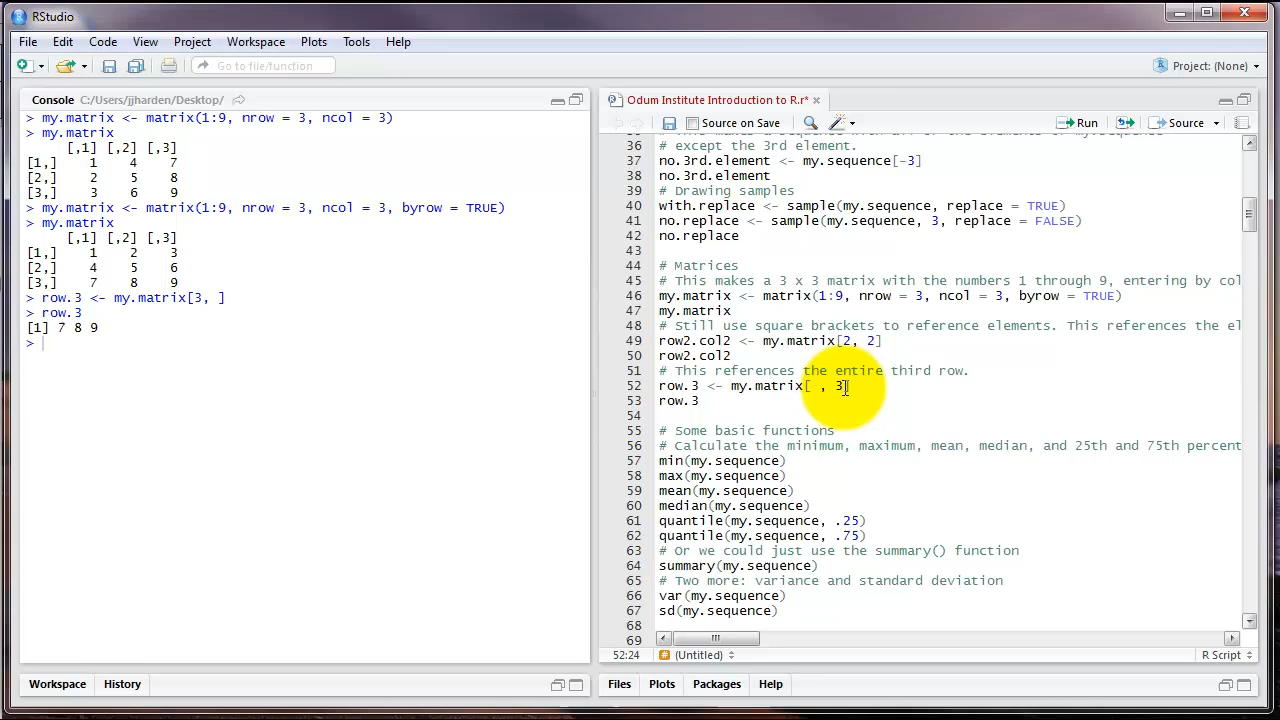 RStudio
File Edit Code View Project Workspace Plots Tools Help
Go to file/function
Project: (None)
Console C:/Users/jjharden/Desktop/
> my.matrix <- matrix(1:9, nrow = 3, ncol = 3)
> my.matrix
[,1] [,2] [,3]
[1,] 1 4 7
[2,] 2 5 8
[3,] 3 6 9
> my.matrix <- matrix(1:9, nrow = 3, ncol = 3, byrow = TRUE)
> my.matrix
[,1] [,2] [,3]
[1,] 1 2 3
[2,] 4 5 6
[3,] 7 8 9
> row.3 <- my.matrix[3, ]
> row.3
[1] 7 8 9
>
Workspace History
Odum Institute Introduction to R.r*
Source on Save Run Source
36 # except the 3rd element.
37 no.3rd.element <- my.sequence[-3]
38 no.3rd.element
39 # Drawing samples
40 with.replace <- sample(my.sequence, replace = TRUE)
41 no.replace <- sample(my.sequence, 3, replace = FALSE)
42 no.replace
43
44 # Matrices
45 # This makes a 3 x 3 matrix with the numbers 1 through 9, entering by col
46 my.matrix <- matrix(1:9, nrow = 3, ncol = 3, byrow = TRUE)
47 my.matrix
48 # Still use square brackets to reference elements. This references the el
49 row2.col2 <- my.matrix[2, 2]
50 row2.col2
51 # This references the entire third row.
52 row.3 <- my.matrix[ , 3]
53 row.3
54
55 # Some basic functions
56 # Calculate the minimum, maximum, mean, median, and 25th and 75th percent
57 min(my.sequence)
58 max(my.sequence)
59 mean(my.sequence)
60 median(my.sequence)
61 quantile(my.sequence, .25)
62 quantile(my.sequence, .75)
63 # Or we could just use the summary() function
64 summary(my.sequence)
65 # Two more: variance and standard deviation
66 var(my.sequence)
67 sd(my.sequence)
68
69
52:24 (Untitled) R Script
Files Plots Packages Help